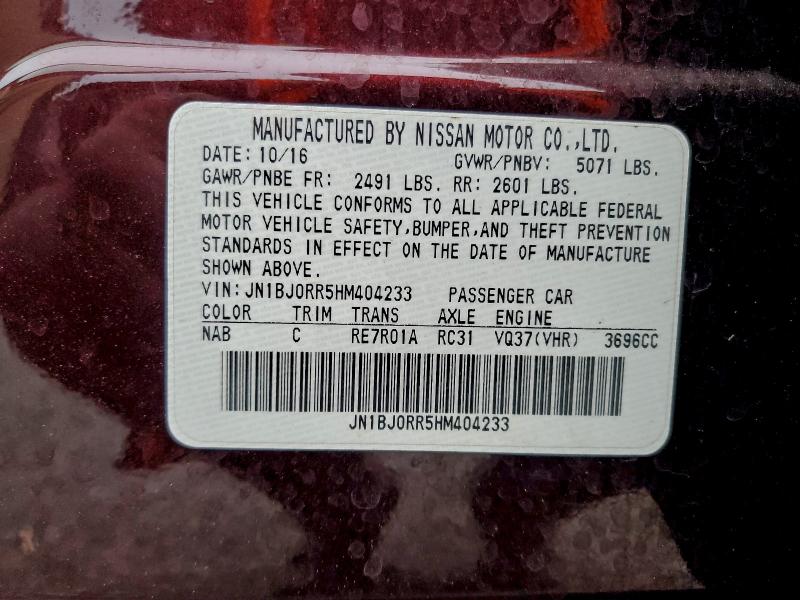 MANUFACTURED BY NISSAN MOTOR CO.,LTD.
DATE: 10/16 GVWR/PNBV: 5071 LBS.
GAWR/PNBE FR: 2491 LBS. RR: 2601 LBS.
THIS VEHICLE CONFORMS TO ALL APPLICABLE FEDERAL
MOTOR VEHICLE SAFETY,BUMPER,AND THEFT PREVENTION
STANDARDS IN EFFECT ON THE DATE OF MANUFACTURE
SHOWN ABOVE.
VIN: JN1BJ0RR5HM404233 PASSENGER CAR
COLOR TRIM TRANS AXLE ENGINE
NAB C RE7R01A RC31 VQ37(VHR) 3696CC
JN1BJ0RR5HM404233